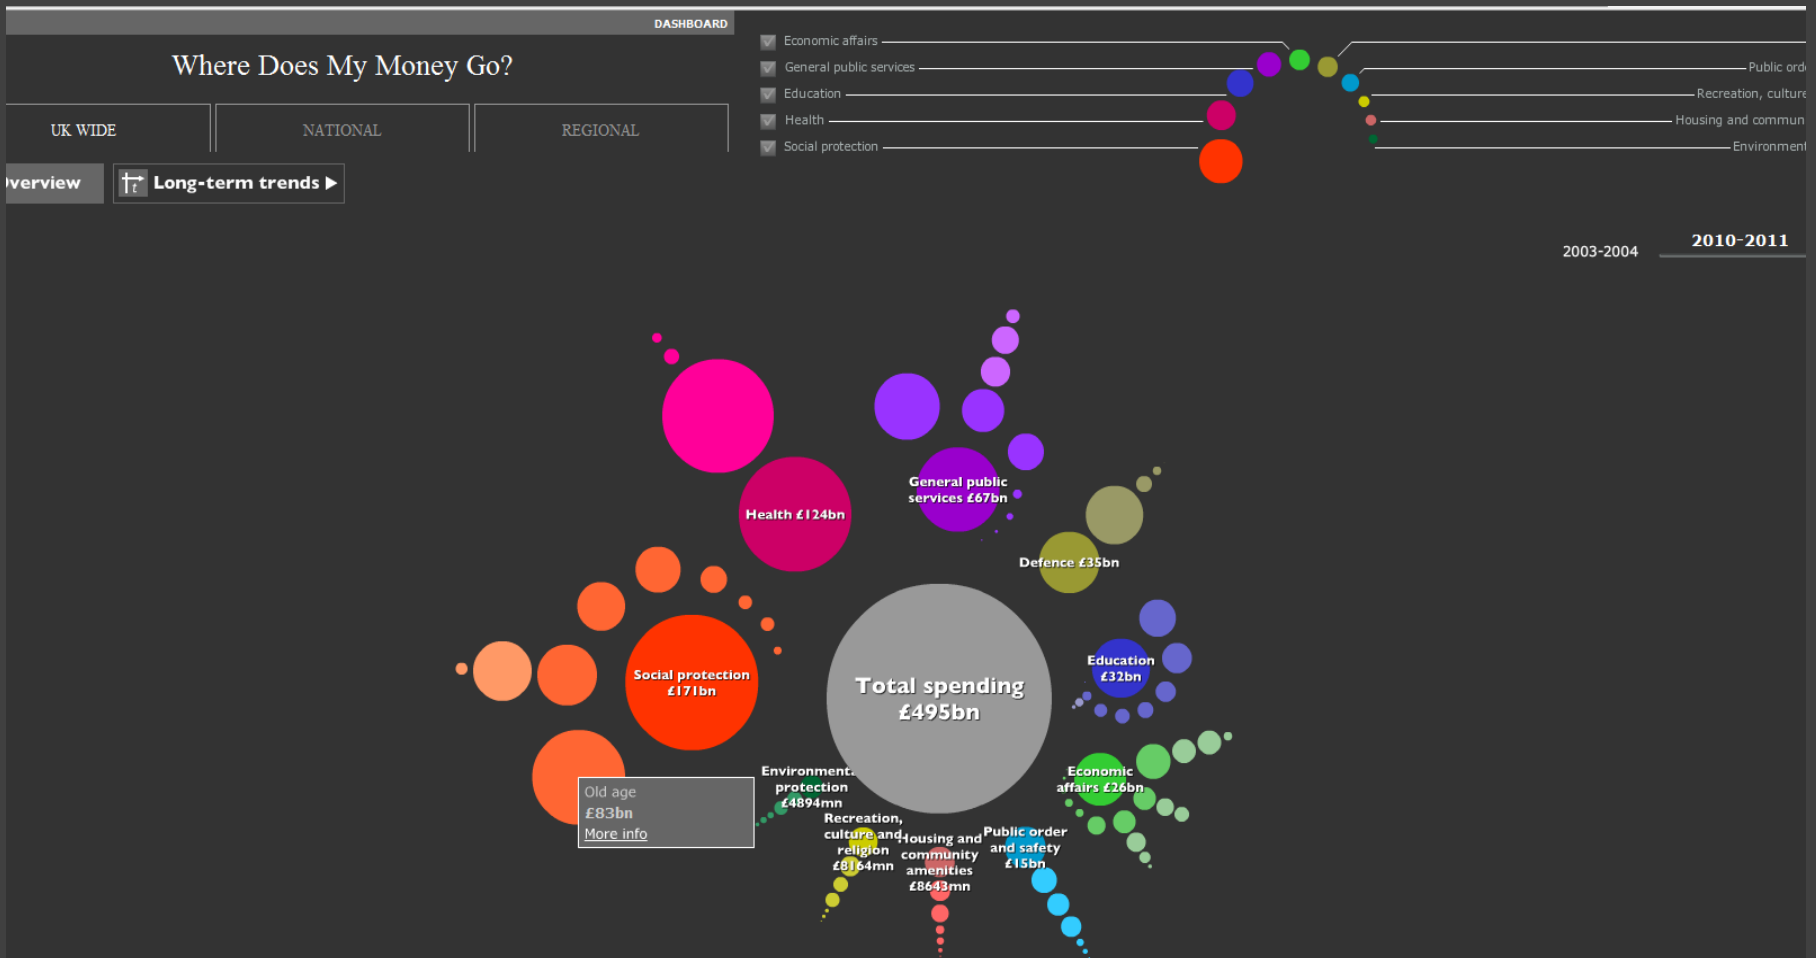 DASHBOARD
Where Does My Money Go?
UK WIDE
NATIONAL
REGIONAL
Overview
Long-term trends
Economic affairs
General public services
Education
Health
Social protection
Public ord
Recreation, culture
Housing and commun
Environment
2003-2004
2010-2011
General public
services £67bn
Health £124bn
Defence £35bn
Education
£32bn
Social protection
£171bn
Total spending
£495bn
Economic
affairs £26bn
Old age
£83bn
More info
Environmenta
protection
£4894mn
Recreation,
culture and
religion
£8164mn
Housing and
community
amenities
£8643mn
Public order
and safety
£15bn